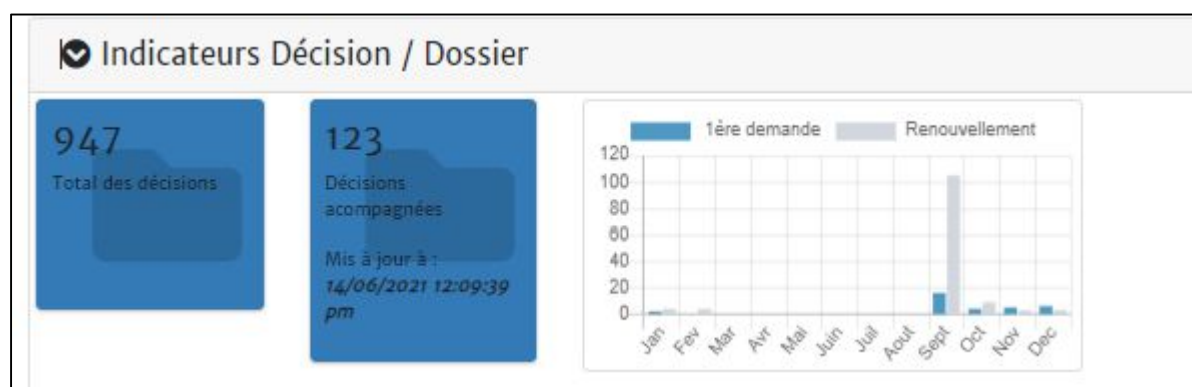 Indicateurs Décision / Dossier
947
Total des décisions
123
Décisions
acompagnées
Mis à jour à :
14/06/2021 12:09:39
pm
1ère demande Renouvellement
120
100
80
60
40
20
0
Jan Fev Mar Avr Mai Juin Juil Aout Sept Oct Nov Dec